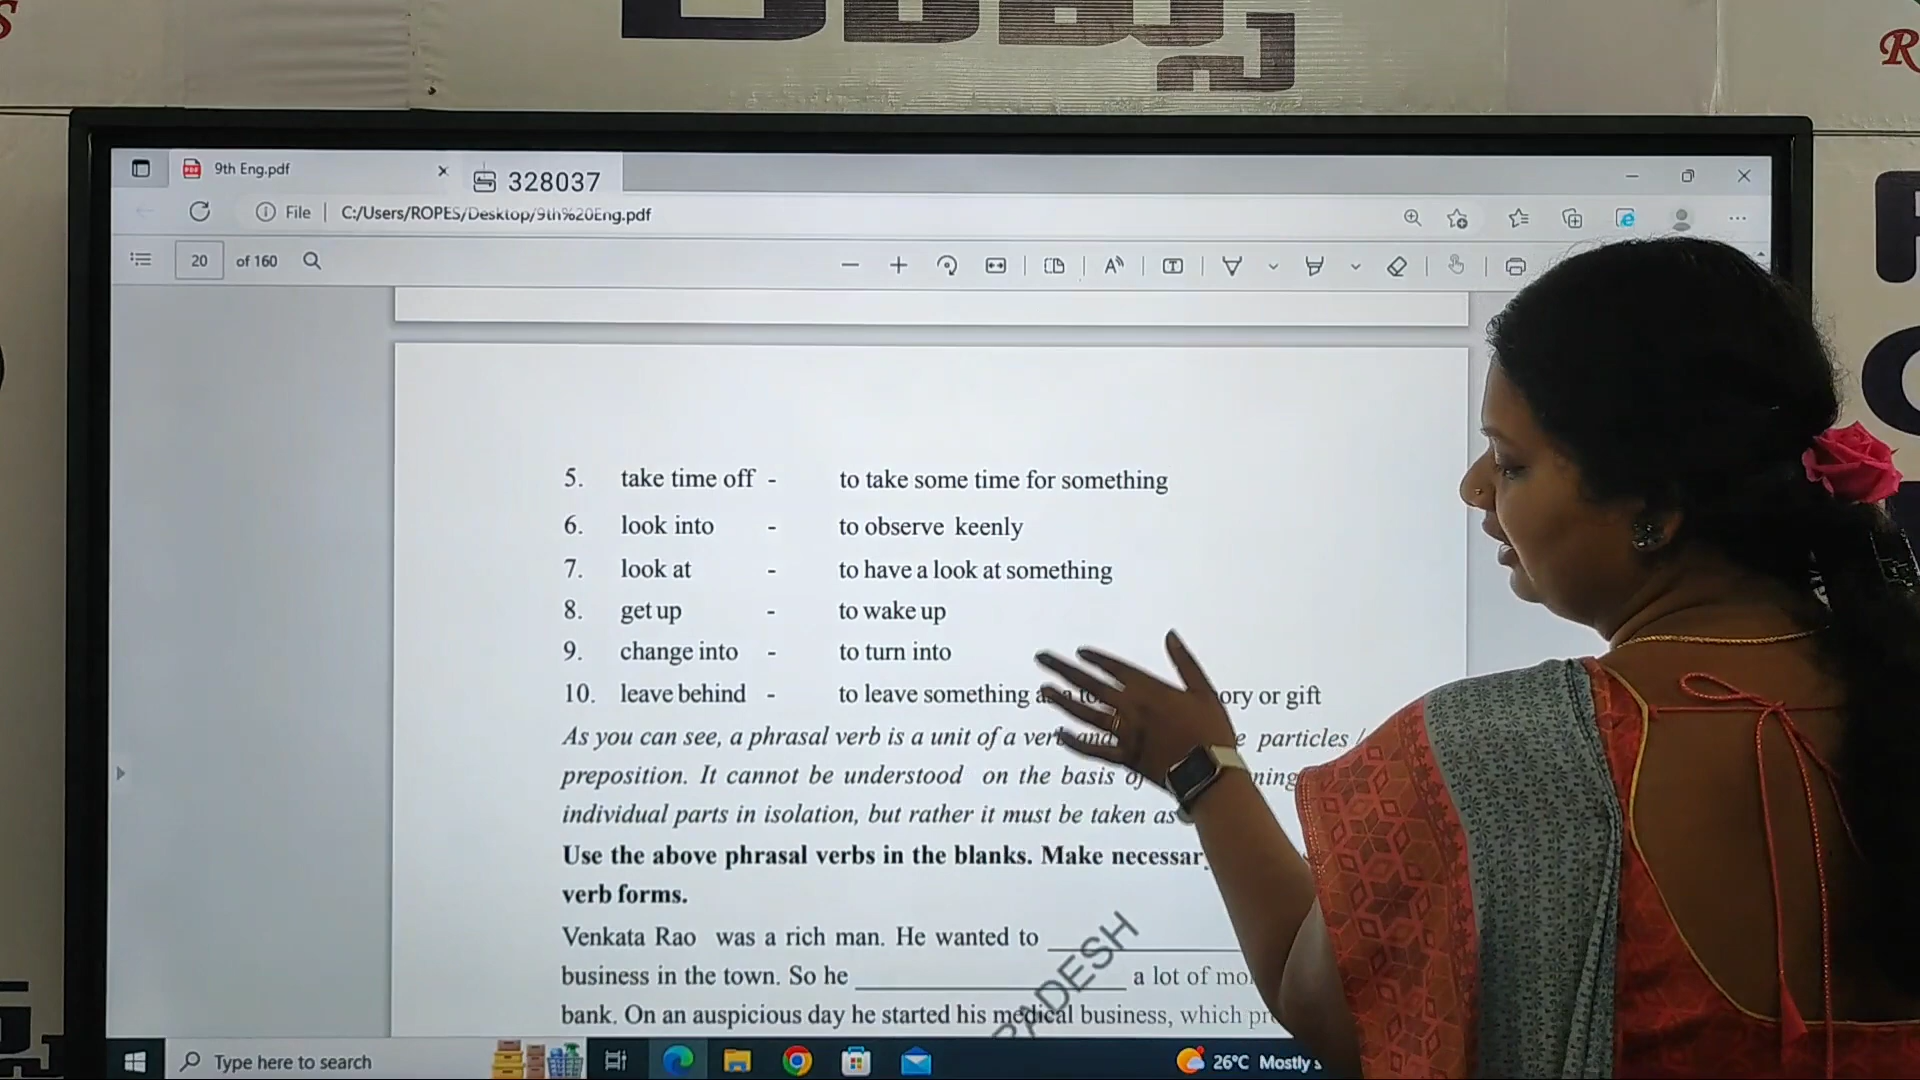 R
9th Eng.pdf
328037
File C:/Users/ROPES/Desktop/9th%20Eng.pdf
20 of 160
5. take time off - to take some time for something
6. look into - to observe keenly
7. look at - to have a look at something
8. get up - to wake up
9. change into - to turn into
10. leave behind - to leave something ory or gift
As you can see, a phrasal verb is a unit of a verb and particles /
preposition. It cannot be understood on the basis of
individual parts in isolation, but rather it must be taken as
Use the above phrasal verbs in the blanks. Make necessar
verb forms.
Venkata Rao was a rich man. He wanted to ____________
business in the town. So he ____________ a lot of
bank. On an auspicious day he started his medical business, which
RADESH
Type here to search
26°C Mostly s